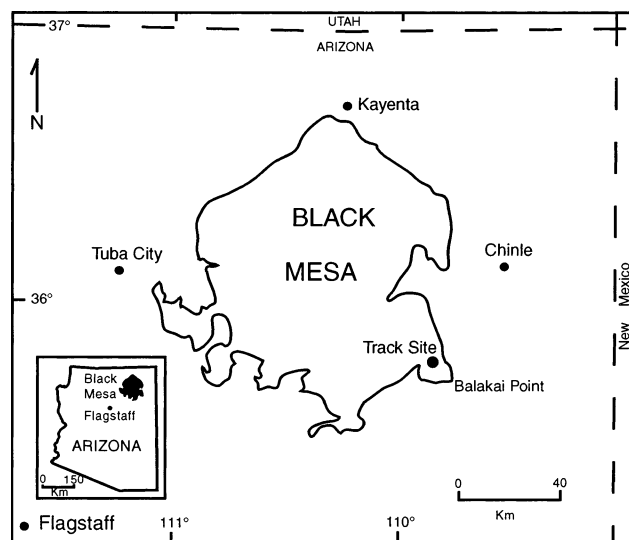 UTAH
37°
ARIZONA
N
Kayenta
BLACK
MESA
Tuba City
Chinle
36°
New Mexico
Track Site
Balakai Point
Black
Mesa
Flagstaff
ARIZONA
0 150
Km
0 40
Km
Flagstaff
111° 110°